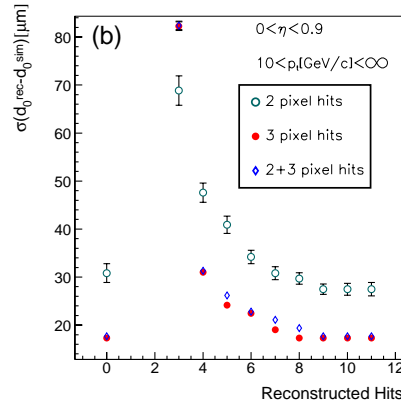 σ(d₀ʳᵉᶜ-d₀ˢⁱᵐ)[μm]
(b)
0<η<0.9
10<pₜ[GeV/c]<∞
2 pixel hits
3 pixel hits
2+3 pixel hits
80
70
60
50
40
30
20
0 2 4 6 8 10 12
Reconstructed Hits